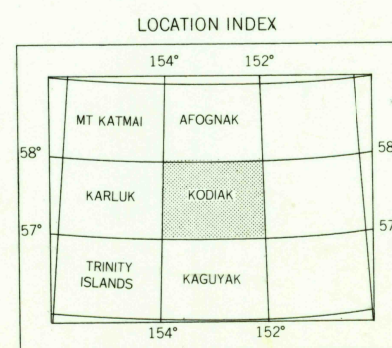 LOCATION INDEX
154° 152°
MT KATMAI AFOGNAK
58° 58
KARLUK KODIAK
57° 57
TRINITY
ISLANDS KAGUYAK
154° 152°